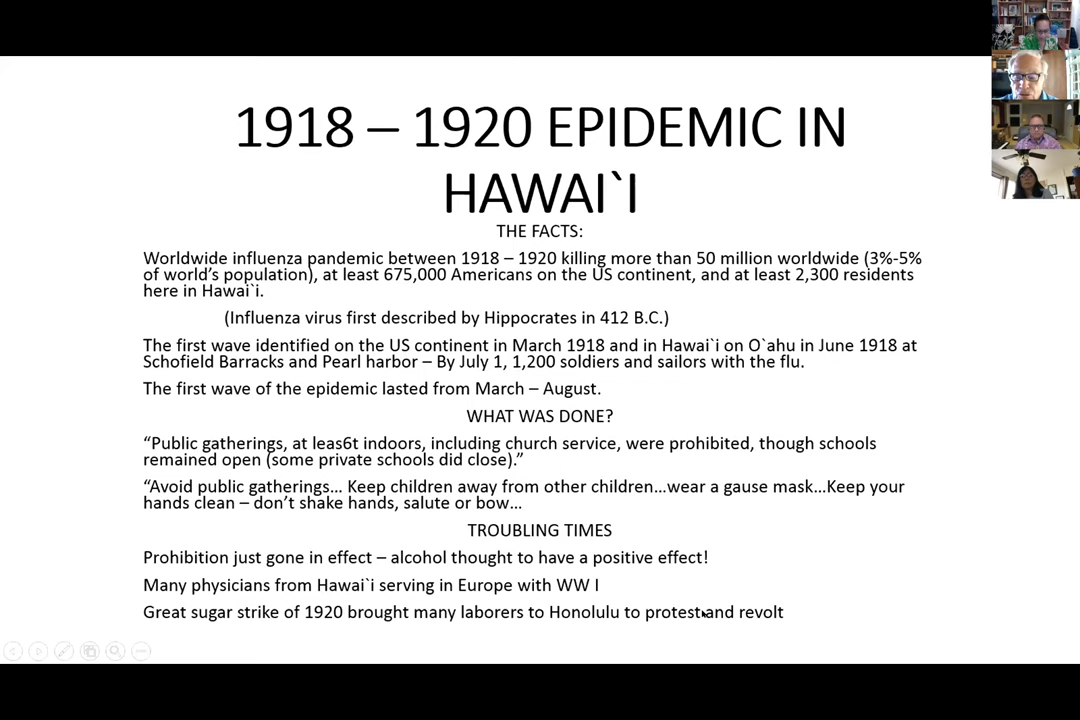 1918 – 1920 EPIDEMIC IN
HAWAI`I
THE FACTS:
Worldwide influenza pandemic between 1918 – 1920 killing more than 50 million worldwide (3%-5%
of world’s population), at least 675,000 Americans on the US continent, and at least 2,300 residents
here in Hawai`i.
(Influenza virus first described by Hippocrates in 412 B.C.)
The first wave identified on the US continent in March 1918 and in Hawai`i on O`ahu in June 1918 at
Schofield Barracks and Pearl harbor – By July 1, 1,200 soldiers and sailors with the flu.
The first wave of the epidemic lasted from March – August.
WHAT WAS DONE?
“Public gatherings, at leas6t indoors, including church service, were prohibited, though schools
remained open (some private schools did close).”
“Avoid public gatherings… Keep children away from other children…wear a gause mask…Keep your
hands clean – don’t shake hands, salute or bow…
TROUBLING TIMES
Prohibition just gone in effect – alcohol thought to have a positive effect!
Many physicians from Hawai`i serving in Europe with WW I
Great sugar strike of 1920 brought many laborers to Honolulu to protest and revolt